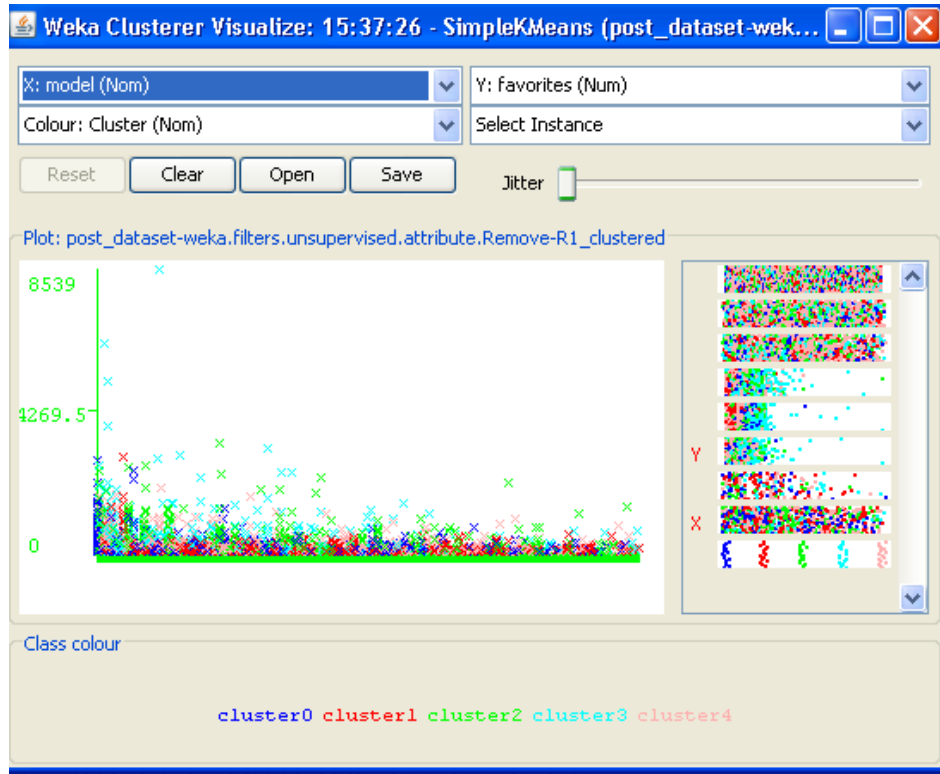 Weka Clusterer Visualize: 15:37:26 - SimpleKMeans (post_dataset-wek...
X: model (Nom)
Y: favorites (Num)
Colour: Cluster (Nom)
Select Instance
Reset
Clear
Open
Save
Jitter
Plot: post_dataset-weka.filters.unsupervised.attribute.Remove-R1_clustered
8539
4269.5
0
Y
X
Class colour
cluster0 cluster1 cluster2 cluster3 cluster4